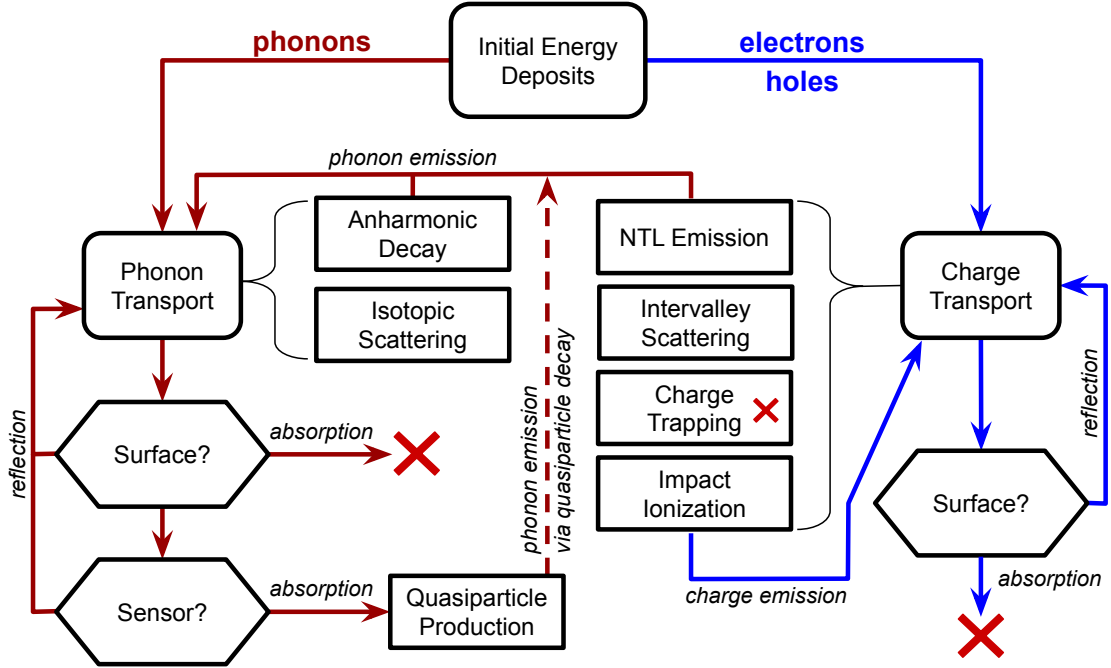 phonons
Initial Energy
Deposits
electrons
holes
phonon emission
Anharmonic
Decay
NTL Emission
Phonon
Transport
Charge
Transport
Isotopic
Scattering
Intervalley
Scattering
Charge
Trapping
Impact
Ionization
reflection
Surface?
absorption
phonon emission
via quasiparticle decay
reflection
Surface?
absorption
Sensor?
absorption
Quasiparticle
Production
charge emission